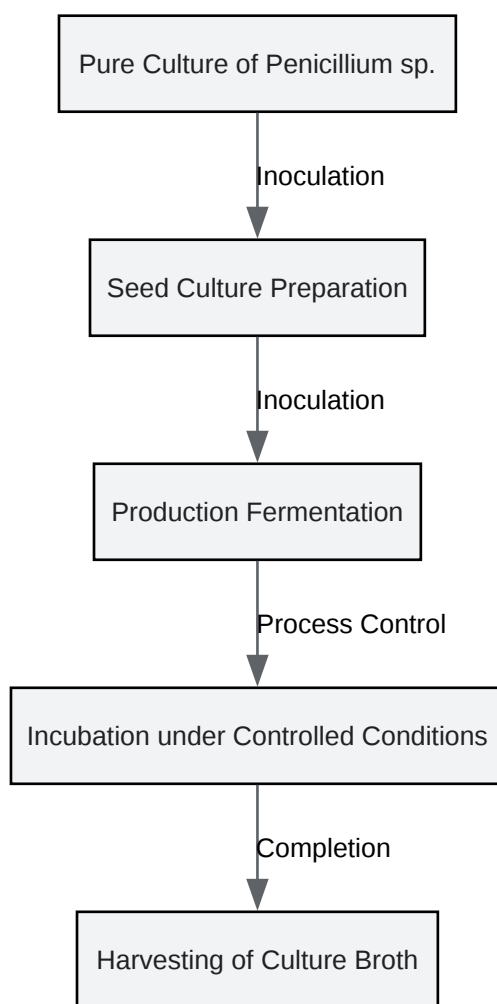 Pure Culture of Penicillium sp.
Inoculation
Seed Culture Preparation
Inoculation
Production Fermentation
Process Control
Incubation under Controlled Conditions
Completion
Harvesting of Culture Broth